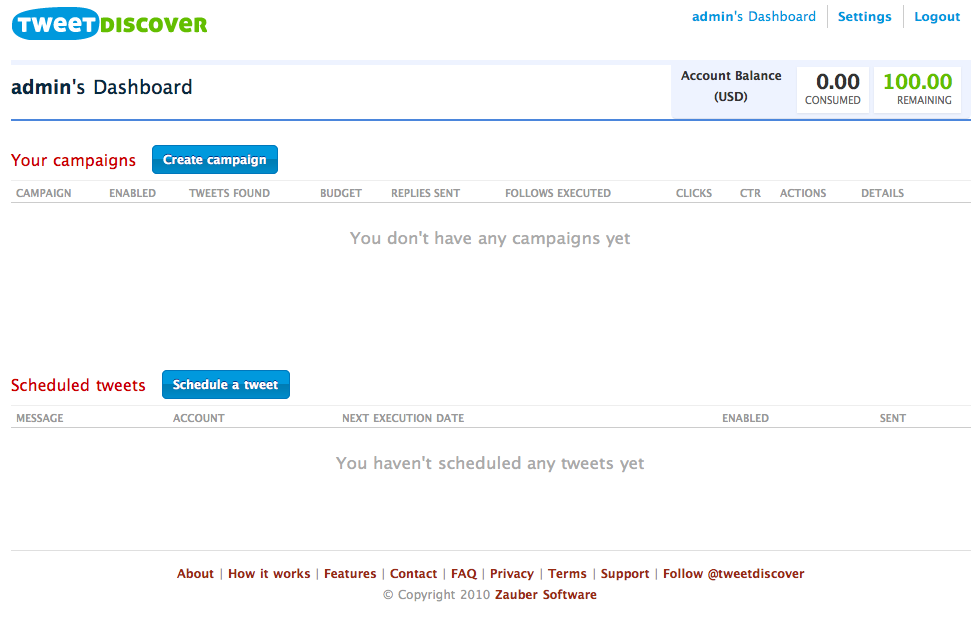 TWEETDISCOVER
admin's Dashboard Settings Logout
admin's Dashboard
Account Balance
(USD)
0.00
CONSUMED
100.00
REMAINING
Your campaigns Create campaign
CAMPAIGN ENABLED TWEETS FOUND BUDGET REPLIES SENT FOLLOWS EXECUTED CLICKS CTR ACTIONS DETAILS
You don't have any campaigns yet
Scheduled tweets Schedule a tweet
MESSAGE ACCOUNT NEXT EXECUTION DATE ENABLED SENT
You haven't scheduled any tweets yet
About | How it works | Features | Contact | FAQ | Privacy | Terms | Support | Follow @tweetdiscover
© Copyright 2010 Zauber Software